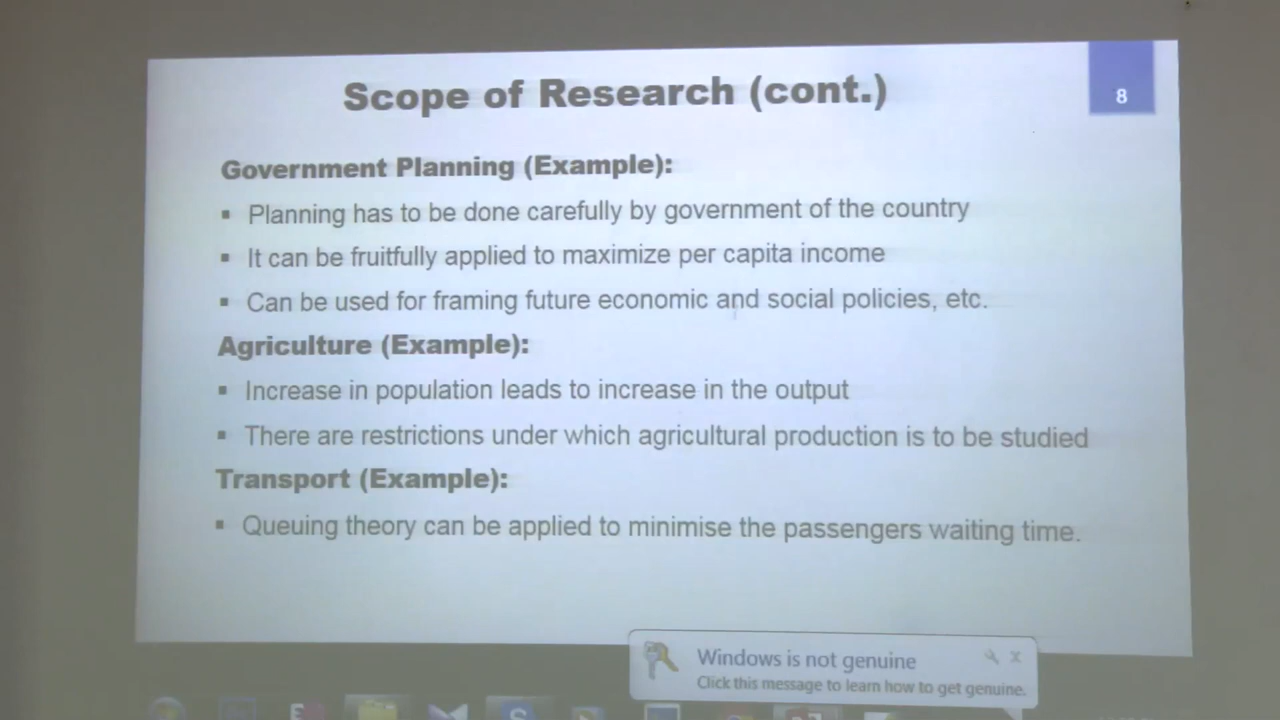 Scope of Research (cont.)
8
Government Planning (Example):
▪ Planning has to be done carefully by government of the country
▪ It can be fruitfully applied to maximize per capita income
▪ Can be used for framing future economic and social policies, etc.
Agriculture (Example):
▪ Increase in population leads to increase in the output
▪ There are restrictions under which agricultural production is to be studied
Transport (Example):
▪ Queuing theory can be applied to minimise the passengers waiting time.
Windows is not genuine
Click this message to learn how to get genuine.